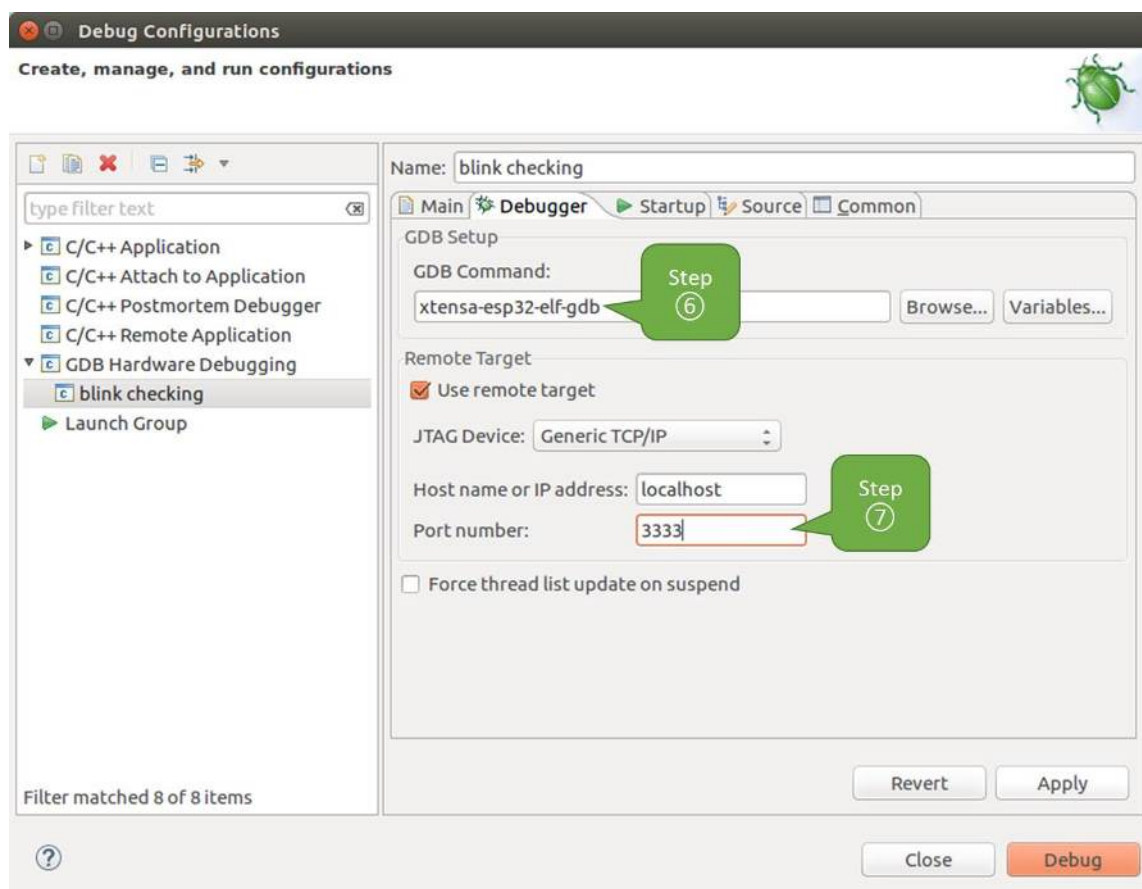 Debug Configurations
Create, manage, and run configurations
type filter text
C/C++ Application
C/C++ Attach to Application
C/C++ Postmortem Debugger
C/C++ Remote Application
GDB Hardware Debugging
blink checking
Launch Group
Filter matched 8 of 8 items
Name: blink checking
Main Debugger Startup Source Common
GDB Setup
GDB Command:
xtensa-esp32-elf-gdb Browse... Variables...
Step
⑥
Remote Target
Use remote target
JTAG Device: Generic TCP/IP
Host name or IP address: localhost
Port number: 3333
Step
⑦
Force thread list update on suspend
Revert Apply
? Close Debug